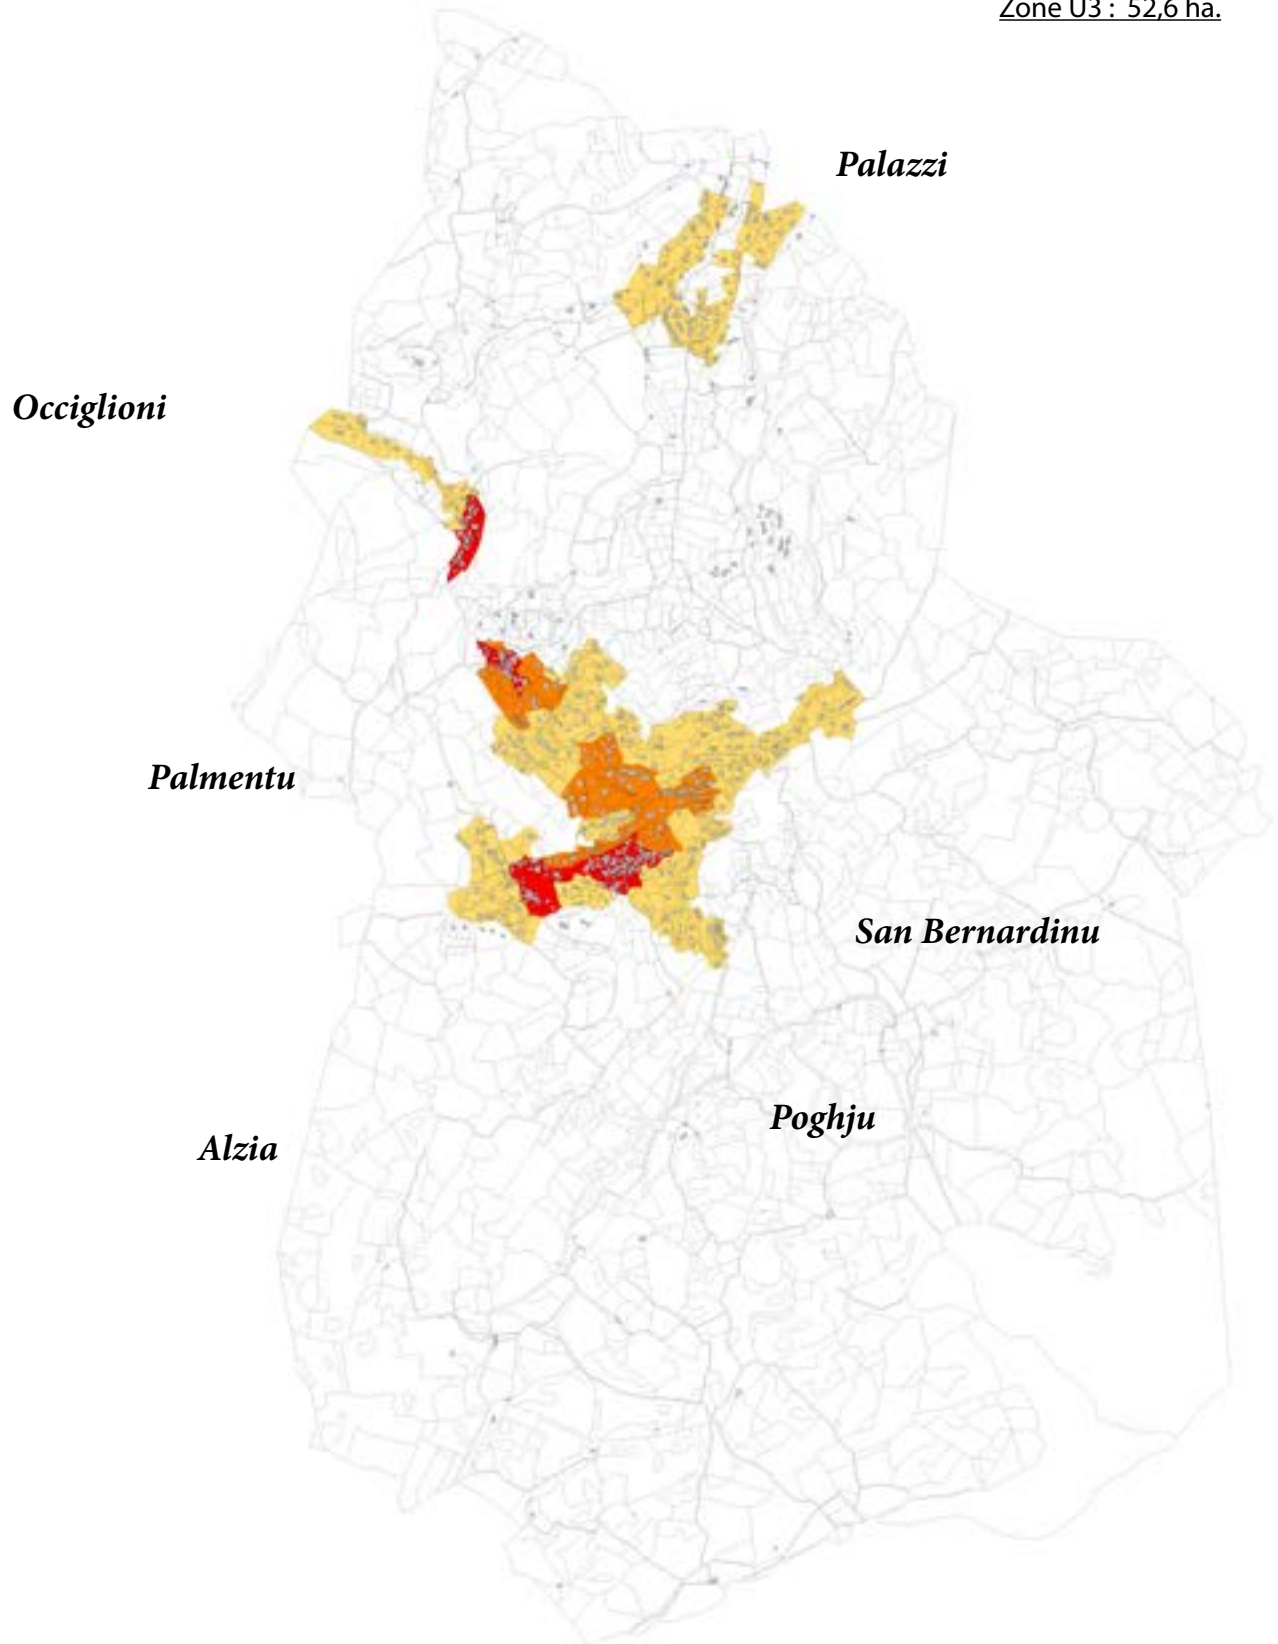 Zone U3 : 52,6 ha.
Palazzi
Occiglioni
Palmentu
San Bernardinu
Poghju
Alzia